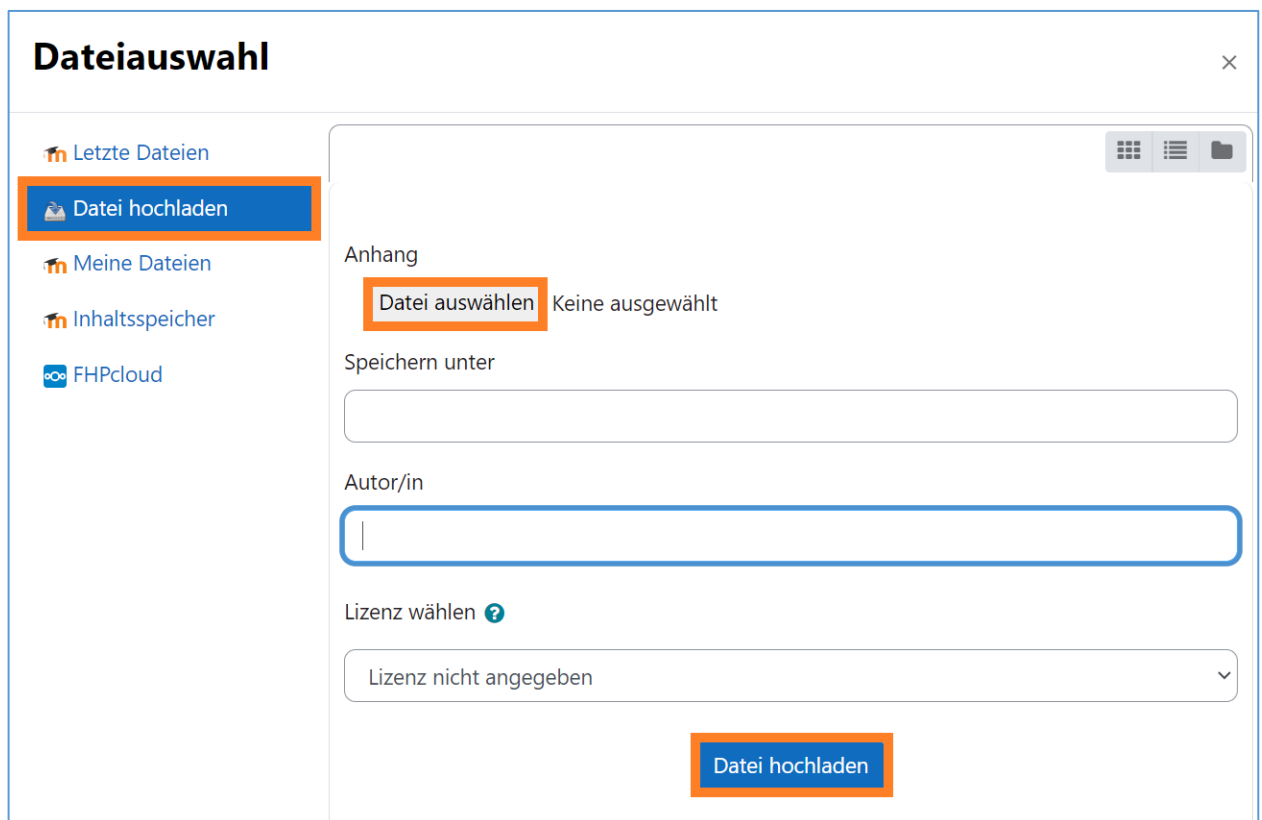 Dateiauswahl
Letzte Dateien
Datei hochladen
Meine Dateien
Inhaltsspeicher
FHPcloud
Anhang
Datei auswählen Keine ausgewählt
Speichern unter
Autor/in
Lizenz wählen
Lizenz nicht angegeben
Datei hochladen